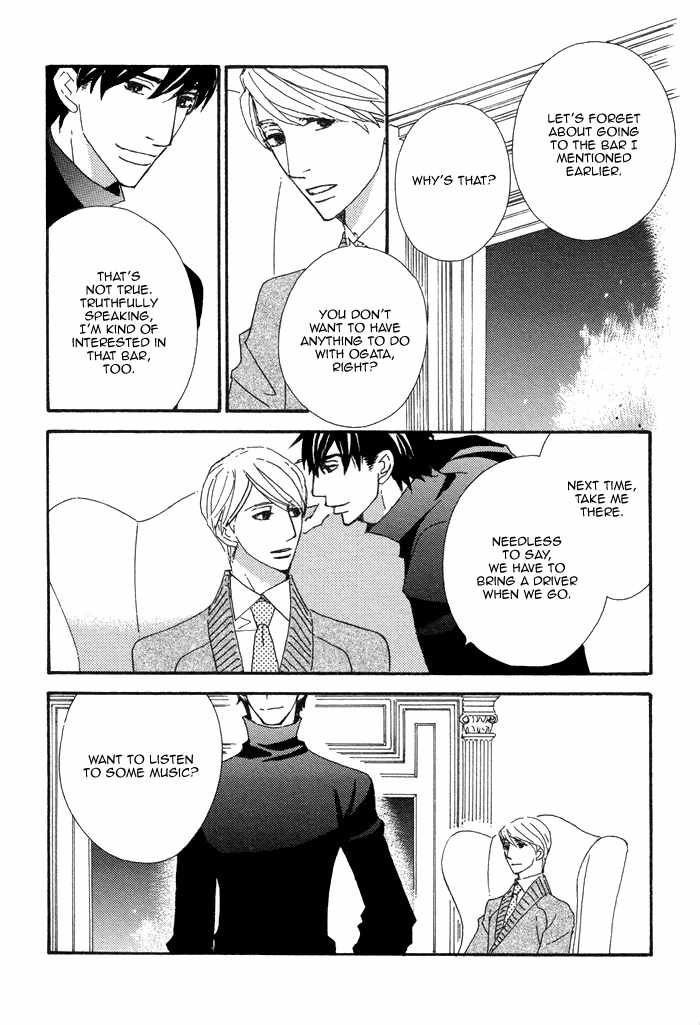 LET'S FORGET
ABOUT GOING
TO THE BAR I
MENTIONED
EARLIER.
WHY'S THAT?
YOU DON'T
WANT TO HAVE
ANYTHING TO DO
WITH OGATA,
RIGHT?
THAT'S
NOT TRUE.
TRUTHFULLY
SPEAKING,
I'M KIND OF
INTERESTED IN
THAT BAR,
TOO.
NEXT TIME,
TAKE ME
THERE.
NEEDLESS
TO SAY,
WE HAVE TO
BRING A DRIVER
WHEN WE GO.
WANT TO LISTEN
TO SOME MUSIC?